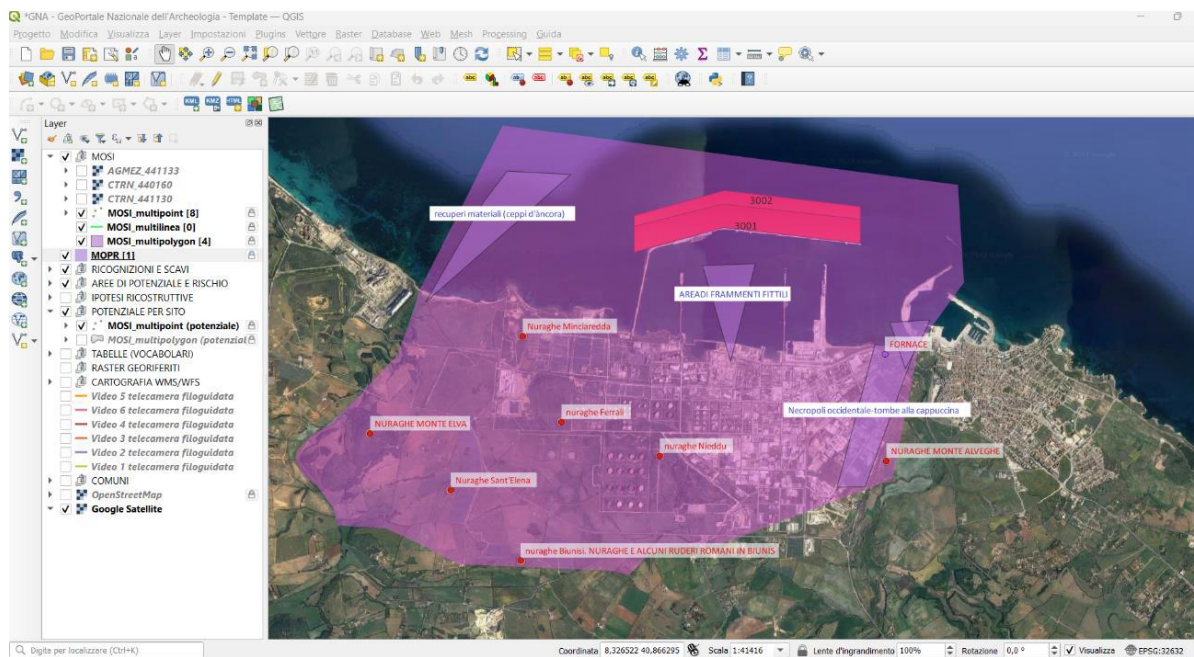 *GNA - GeoPortale Nazionale dell'Archeologia - Template — QGIS
Progetto Modifica Visualizza Layer Impostazioni Plugins Vettore Raster Database Web Mesh Processing Guida
KML KMZ HTML
Layer
MOSI
AGMEZ_441133
CTRN_440160
CTRN_441130
MOSI_multipoint [8]
MOSI_multilinea [0]
MOSI_multipolygon [4]
MOPR [1]
RICOGNIZIONI E SCAVI
AREE DI POTENZIALE E RISCHIO
IPOTESI RICOSTRUTTIVE
POTENZIALE PER SITO
MOSI_multipoint (potenziale)
MOSI_multipolygon (potenzial
TABELLE (VOCABOLARI)
RASTER GEORIFERITI
CARTOGRAFIA WMS/WFS
Video 5 telecamera filoguidata
Video 6 telecamera filoguidata
Video 4 telecamera filoguidata
Video 3 telecamera filoguidata
Video 2 telecamera filoguidata
Video 1 telecamera filoguidata
COMUNI
OpenStreetMap
Google Satellite
3002
recuperi materiali (ceppi d'àncora)
3001
AREADI FRAMMENTI FITTILI
Nuraghe Minciaredda
FORNACE
nuraghe Ferrali
Necropoli occidentale-tombe alla cappuccina
NURAGHE MONTE ELVA
nuraghe Nieddu
NURAGHE MONTE ALVEGHE
Nuraghe Sant'Elena
nuraghe Biunisi. NURAGHE E ALCUNI RUDERI ROMANI IN BIUNIS
Digita per localizzare (Ctrl+K)
Coordinata 8,326522 40,866295 Scala 1:41416 Lente d'ingrandimento 100% Rotazione 0,0 ° Visualizza EPSG:32632